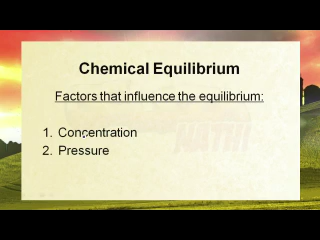 Chemical Equilibrium
Factors that influence the equilibrium:
1. Concentration
2. Pressure